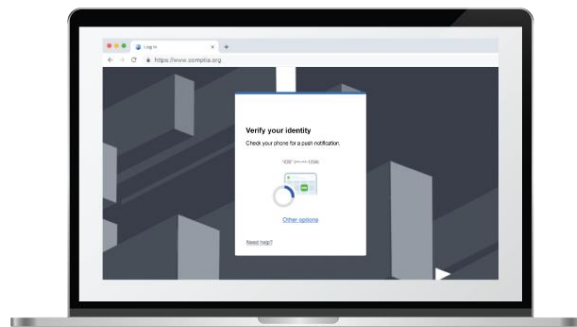 Log In
https://www.comptia.org
Verify your identity
Check your phone for a push notification.
Other options
Need help?